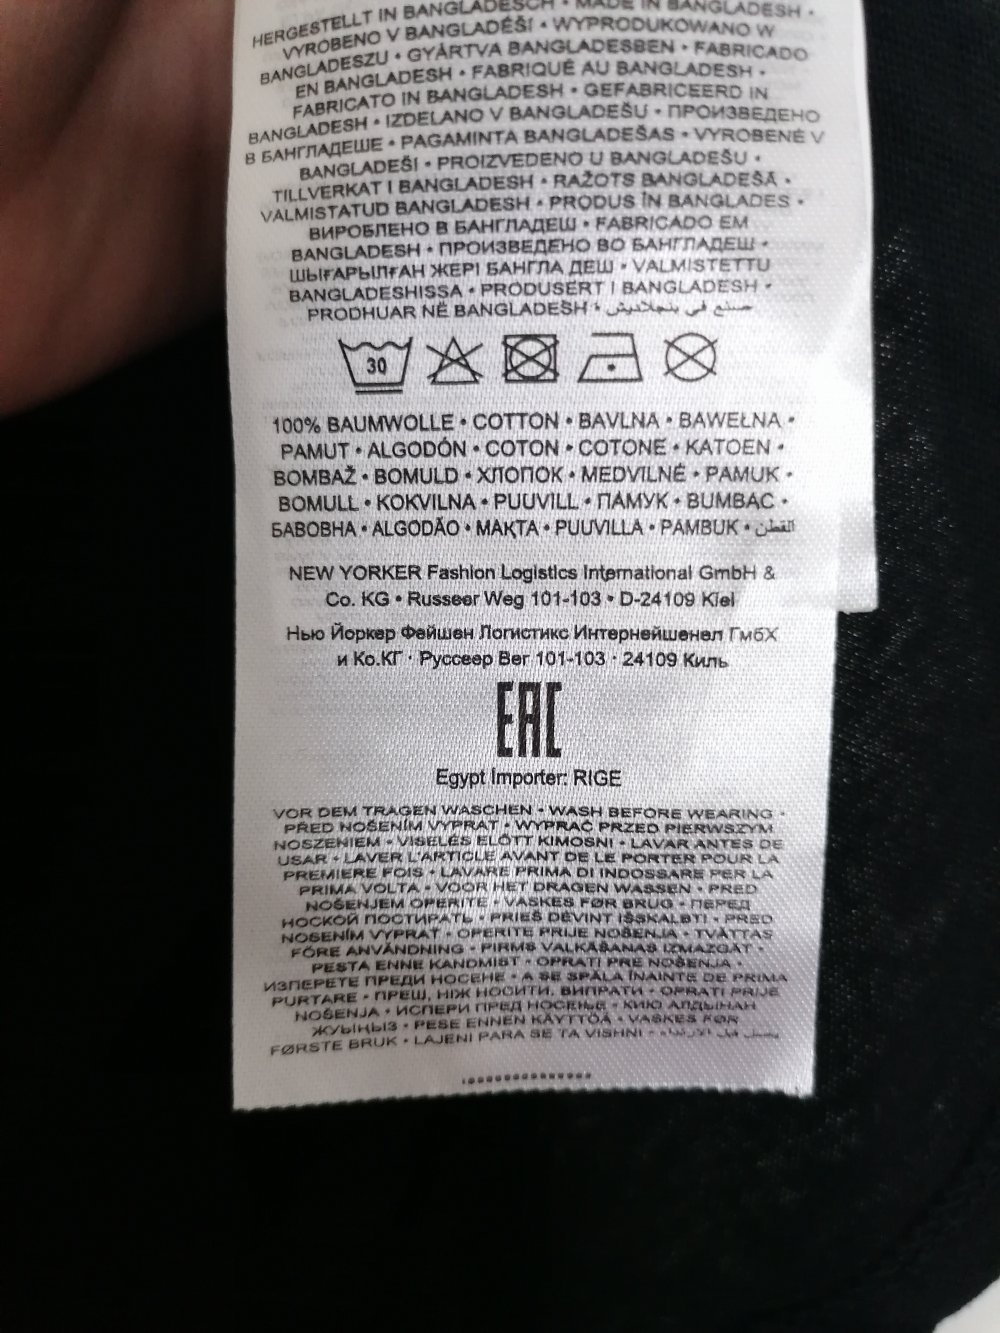 HERGESTELLT IN BANGLADESCH • MADE IN BANGLADESH •
VYROBENO V BANGLADÉŠI • WYPRODUKOWANO W
BANGLADESZU • GYÁRTVA BANGLADESBEN • FABRICADO
EN BANGLADESH • FABRIQUÉ AU BANGLADESH •
FABRICATO IN BANGLADESH • GEFABRICEERD IN
BANGLADESH • IZDELANO V BANGLADEŠU • ПРОИЗВЕДЕНО
В БАНГЛАДЕШЕ • PAGAMINTA BANGLADEŠAS • VYROBENÉ V
BANGLADEŠI • PROIZVEDENO U BANGLADEŠU •
TILLVERKAT I BANGLADESH • RAŽOTS BANGLADEŠĀ •
VALMISTATUD BANGLADESH • PRODUS ÎN BANGLADES •
ВИРОБЛЕНО В БАНГЛАДЕШ • FABRICADO EM
BANGLADESH • ПРОИЗВЕДЕНО ВО БАНГЛАДЕШ •
ШЫҒАРЫЛҒАН ЖЕРІ БАНГЛА ДЕШ • VALMISTETTU
BANGLADESHISSA • PRODUSERT I BANGLADESH •
PRODHUAR NË BANGLADESH • صنع في بنجلاديش
30
100% BAUMWOLLE • COTTON • BAVLNA • BAWEŁNA •
PAMUT • ALGODÓN • COTON • COTONE • KATOEN •
BOMBAŽ • BOMULD • ХЛОПОК • MEDVILNĖ • PAMUK •
BOMULL • KOKVILNA • PUUVILL • ПАМУК • BUMBAC •
БАВОВНА • ALGODÃO • МАҚТА • PUUVILLA • PAMBUK • القطن
NEW YORKER Fashion Logistics International GmbH &
Co. KG • Russeer Weg 101-103 • D-24109 Kiel
Нью Йоркер Фейшен Логистикс Интернейшенел ГмбХ
и Ко.КГ · Руссеер Вег 101-103 · 24109 Киль
EAC
Egypt Importer: RIGE
VOR DEM TRAGEN WASCHEN • WASH BEFORE WEARING •
PŘED NOŠENÍM VYPRAT • WYPRAĆ PRZED PIERWSZYM
NOSZENIEM • VISELÉS ELŐTT KIMOSNI • LAVAR ANTES DE
USAR • LAVER L'ARTICLE AVANT DE LE PORTER POUR LA
PREMIÈRE FOIS • LAVARE PRIMA DI INDOSSARE PER LA
PRIMA VOLTA • VOOR HET DRAGEN WASSEN • PRED
NOŠENJEM OPERITE • VASKES FØR BRUG • ПЕРЕД
НОСКОЙ ПОСТИРАТЬ • PRIEŠ DĖVINT IŠSKALBTI • PRED
NOSENÍM VYPRAT • OPERITE PRIJE NOŠENJA • TVÄTTAS
FÖRE ANVÄNDNING • PIRMS VALKĀŠANAS IZMAZGĀT •
PESTA ENNE KANDMIST • OPRATI PRE NOŠENJA •
ИЗПЕРЕТЕ ПРЕДИ НОСЕНЕ • A SE SPĂLA ÎNAINTE DE PRIMA
PURTARE • ПРЕШ, НІЖ НОСИТИ, ВИПРАТИ • OPRATI PRIJE
NOŠENJA • ИСПЕРИ ПРЕД НОСЕЊЕ • КИЮ АЛДЫНАН
ЖУЫҢЫЗ • PESE ENNEN KÄYTTÖÄ • VASKES FØR
FØRSTE BRUK • LAJENI PARA SE TA VISHNI •